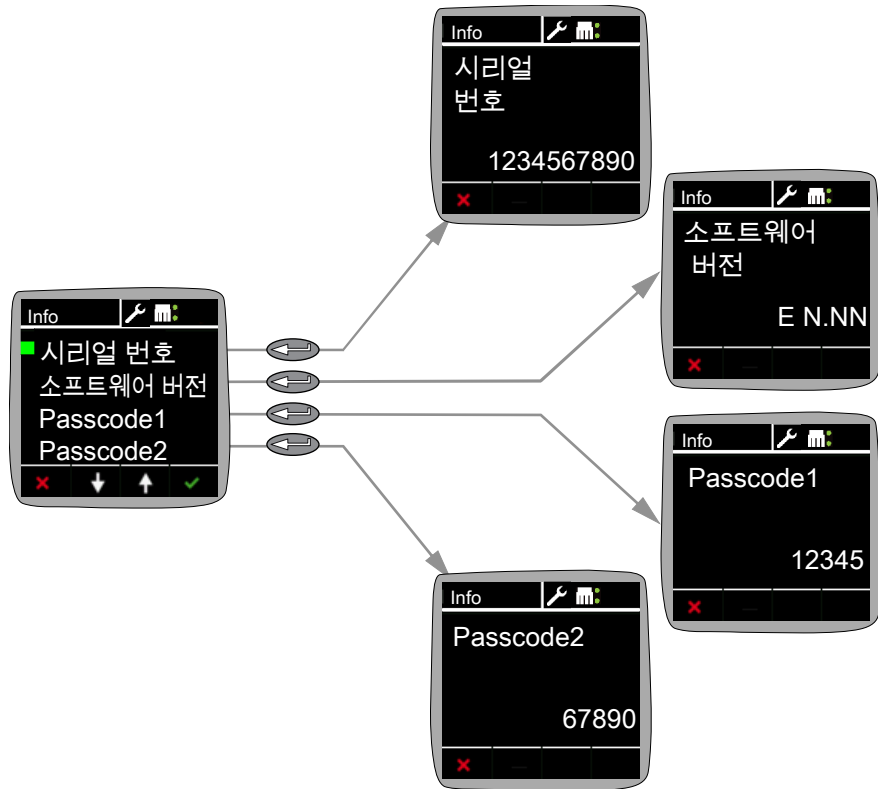 Info
시리얼
번호
1234567890
Info
소프트웨어
버전
E N.NN
Info
시리얼 번호
소프트웨어 버전
Passcode1
Passcode2
Info
Passcode1
12345
Info
Passcode2
67890